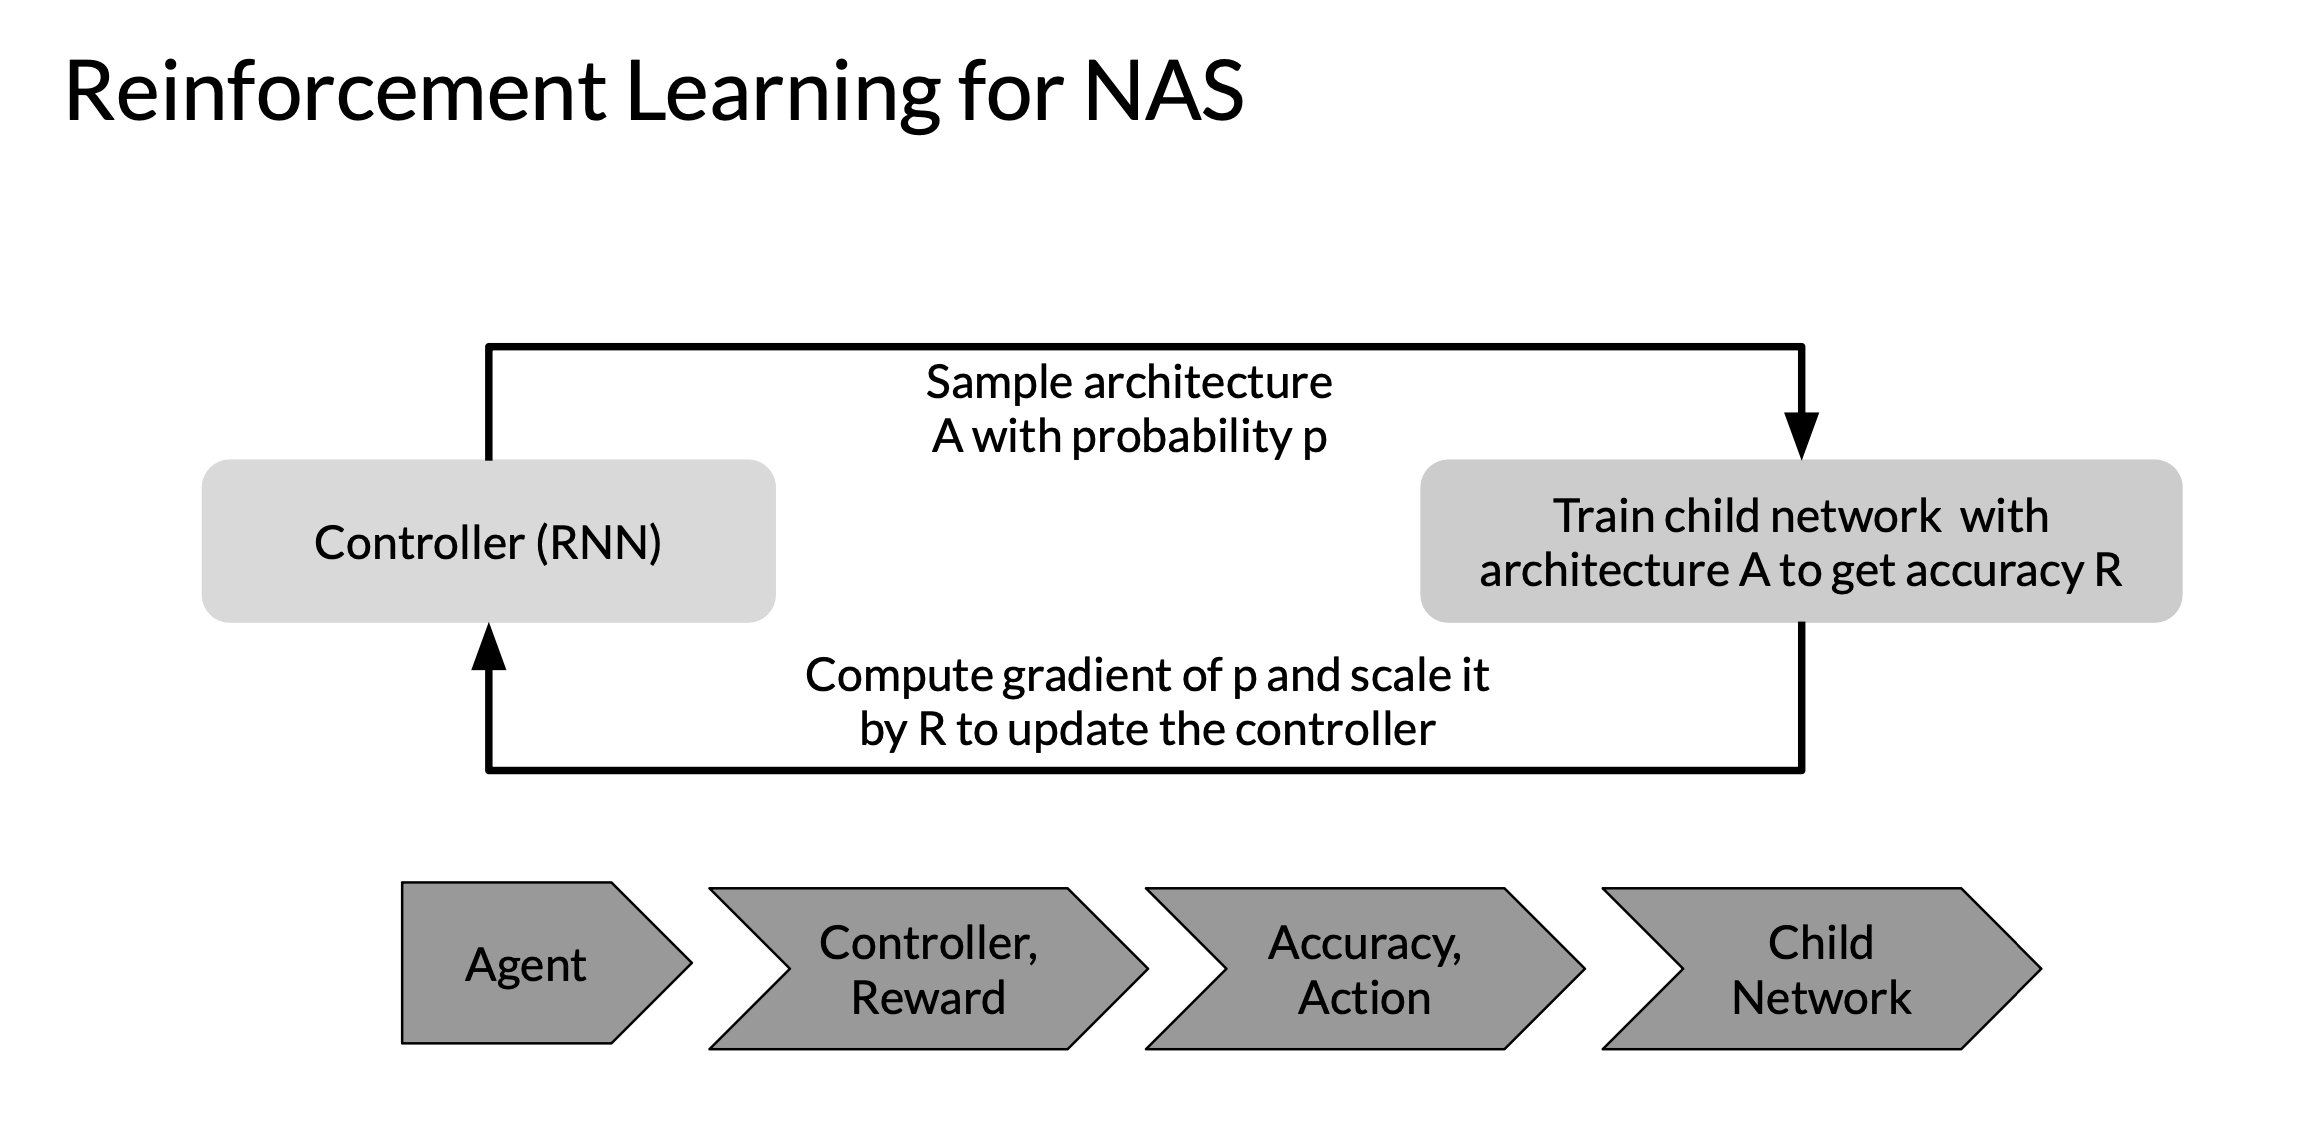 Reinforcement Learning for NAS
Sample architecture
A with probability p
Controller (RNN)
Train child network with
architecture A to get accuracy R
Compute gradient of p and scale it
by R to update the controller
Agent
Controller,
Reward
Accuracy,
Action
Child
Network